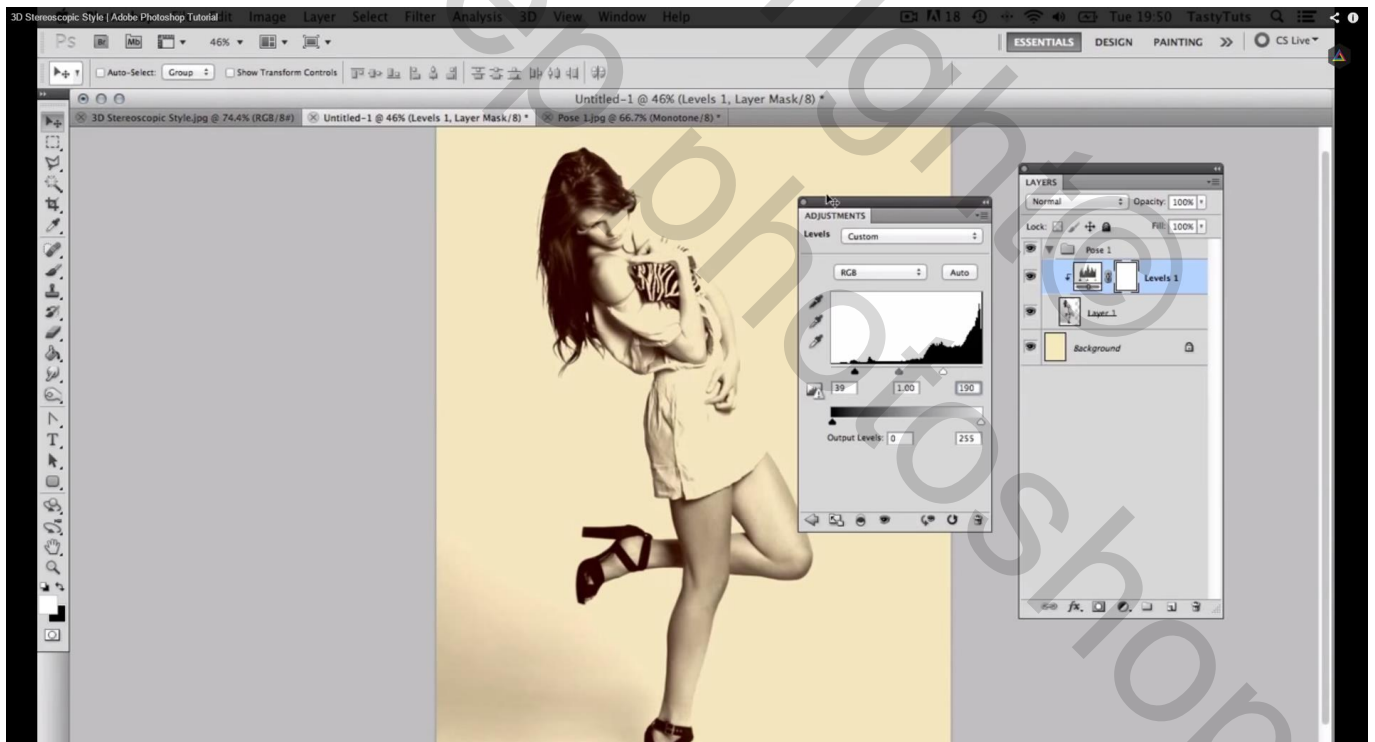 3D Stereoscopic Style | Adobe Photoshop Tutorial
Edit Image Layer Select Filter Analysis 3D View Window Help
18 Tue 19:50 TastyTuts
Ps Br Mb 46% ESSENTIALS DESIGN PAINTING CS Live
Auto-Select: Group Show Transform Controls
Untitled-1 @ 46% (Levels 1, Layer Mask/8) *
3D Stereoscopic Style.jpg @ 74.4% (RGB/8#)
Untitled-1 @ 46% (Levels 1, Layer Mask/8) *
Pose 1.jpg @ 66.7% (Monotone/8) *
ADJUSTMENTS
Levels Custom
RGB Auto
39 1.00 190
Output Levels: 0 255
LAYERS
Normal Opacity: 100%
Lock: Fill: 100%
Pose 1
Levels 1
Layer 1
Background
T
fx.
photoshop